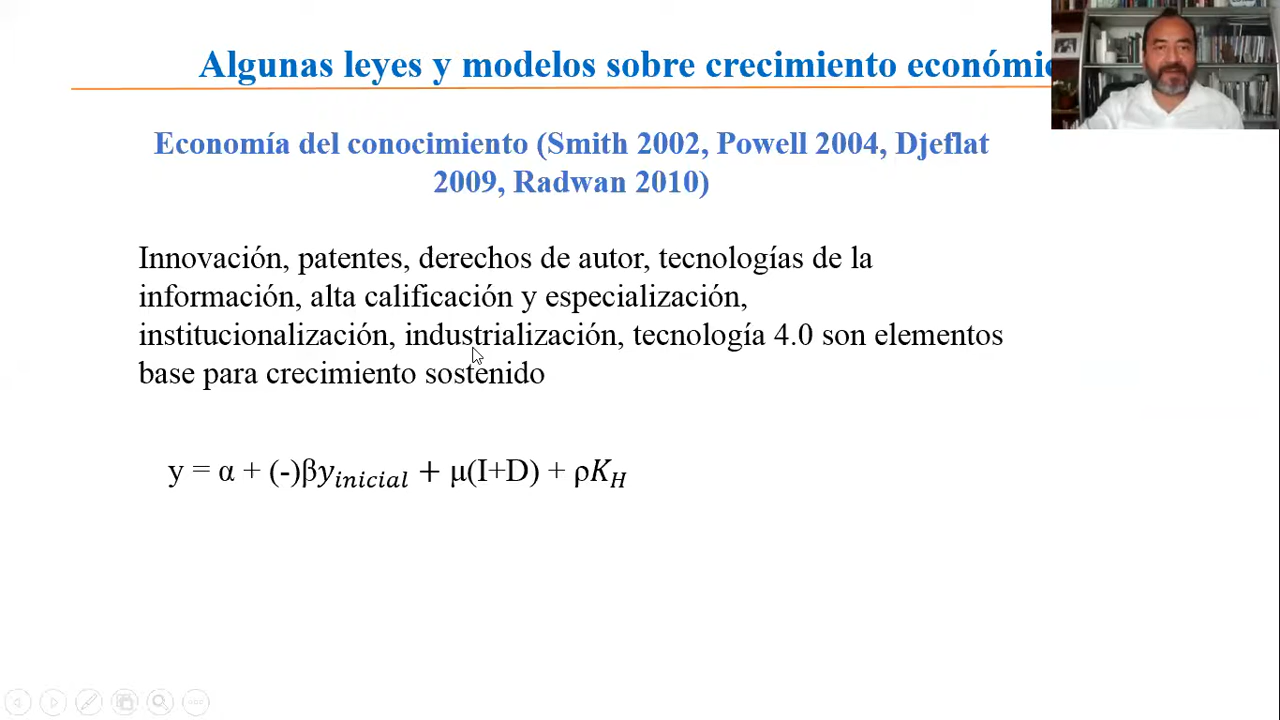 Algunas leyes y modelos sobre crecimiento económi
Economía del conocimiento (Smith 2002, Powell 2004, Djeflat
2009, Radwan 2010)
Innovación, patentes, derechos de autor, tecnologías de la
información, alta calificación y especialización,
institucionalización, industrialización, tecnología 4.0 son elementos
base para crecimiento sostenido
y = α + (-)βy_inicial + μ(I+D) + ρK_H